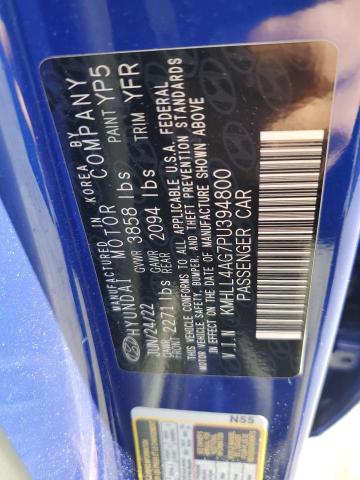 MANUFACTURED IN KOREA BY
HYUNDAI MOTOR COMPANY
JUN/24/22 GVWR 3858 lbs PAINT YP5
GAWR FRONT 2271 lbs GAWR REAR 2094 lbs TRIM YFR
THIS VEHICLE CONFORMS TO ALL APPLICABLE U.S.A. FEDERAL
MOTOR VEHICLE SAFETY AND THEFT PREVENTION STANDARDS
IN EFFECT ON THE DATE OF MANUFACTURE SHOWN ABOVE
V.I.N KMHLL4AG7PU394800
PASSENGER CAR
N55